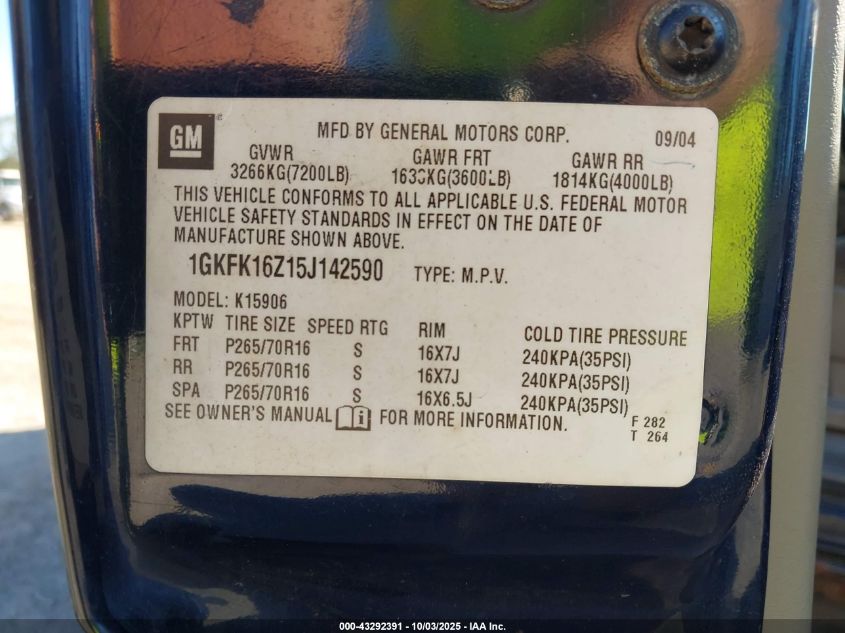 GM
MFD BY GENERAL MOTORS CORP. 09/04
GVWR GAWR FRT GAWR RR
3266KG(7200LB) 1633KG(3600LB) 1814KG(4000LB)
THIS VEHICLE CONFORMS TO ALL APPLICABLE U.S. FEDERAL MOTOR
VEHICLE SAFETY STANDARDS IN EFFECT ON THE DATE OF
MANUFACTURE SHOWN ABOVE.
1GKFK16Z15J142590 TYPE: M.P.V.
MODEL: K15906
KPTW TIRE SIZE SPEED RTG RIM COLD TIRE PRESSURE
FRT P265/70R16 S 16X7J 240KPA(35PSI)
RR P265/70R16 S 16X7J 240KPA(35PSI)
SPA P265/70R16 S 16X6.5J 240KPA(35PSI)
SEE OWNER'S MANUAL FOR MORE INFORMATION.
F 282
T 264
000-43292391 - 10/03/2025 - IAA Inc.